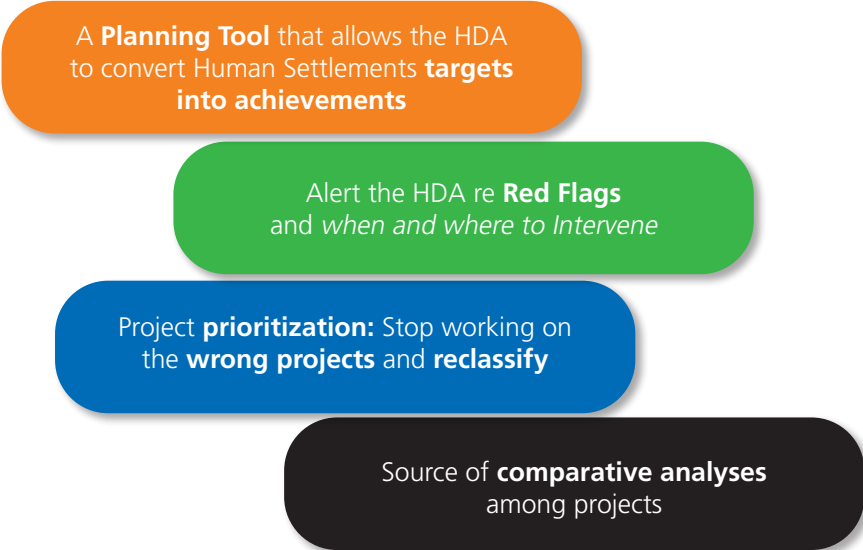 A Planning Tool that allows the HDA
to convert Human Settlements targets
into achievements
Alert the HDA re Red Flags
and when and where to Intervene
Project prioritization: Stop working on
the wrong projects and reclassify
Source of comparative analyses
among projects